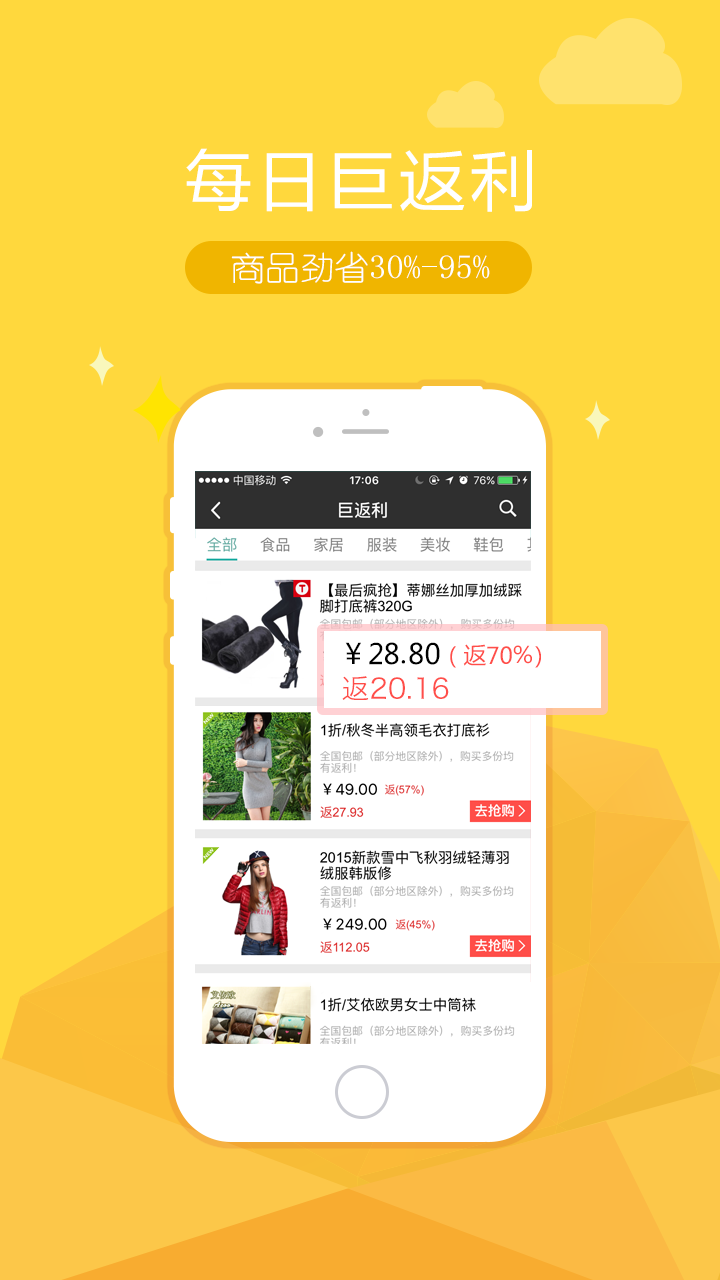 每日巨返利
商品劲省30%-95%
中国移动
17:06
76%
巨返利
全部 食品 家居 服装 美妆 鞋包
【最后疯抢】蒂娜丝加厚加绒踩
脚打底裤320G
全国包邮（部分地区除外），购买多份均
¥28.80（返70%）
返20.16
1折/秋冬半高领毛衣打底衫
全国包邮（部分地区除外），购买多份均
有返利！
¥49.00 返(57%)
返27.93
去抢购
2015新款雪中飞秋羽绒轻薄羽
绒服韩版修
全国包邮（部分地区除外），购买多份均
有返利！
¥249.00 返(45%)
返112.05
去抢购
艾依欧
1折/艾依欧男女士中筒袜
全国包邮（部分地区除外），购买多份均
有返利！